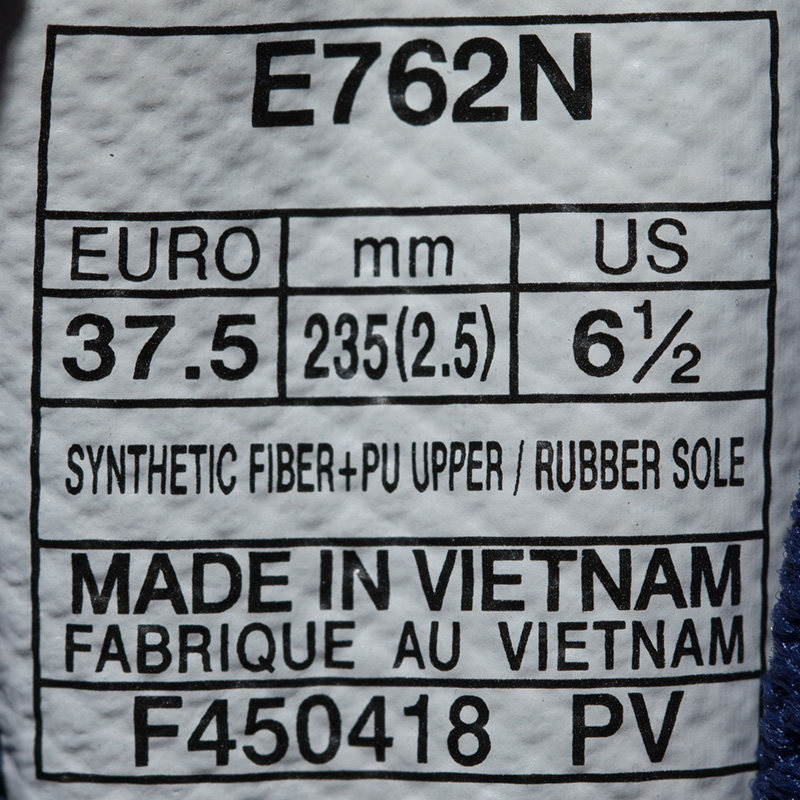 E762N
EURO mm US
37.5 235(2.5) 6½
SYNTHETIC FIBER+PU UPPER / RUBBER SOLE
MADE IN VIETNAM
FABRIQUE AU VIETNAM
F450418 PV